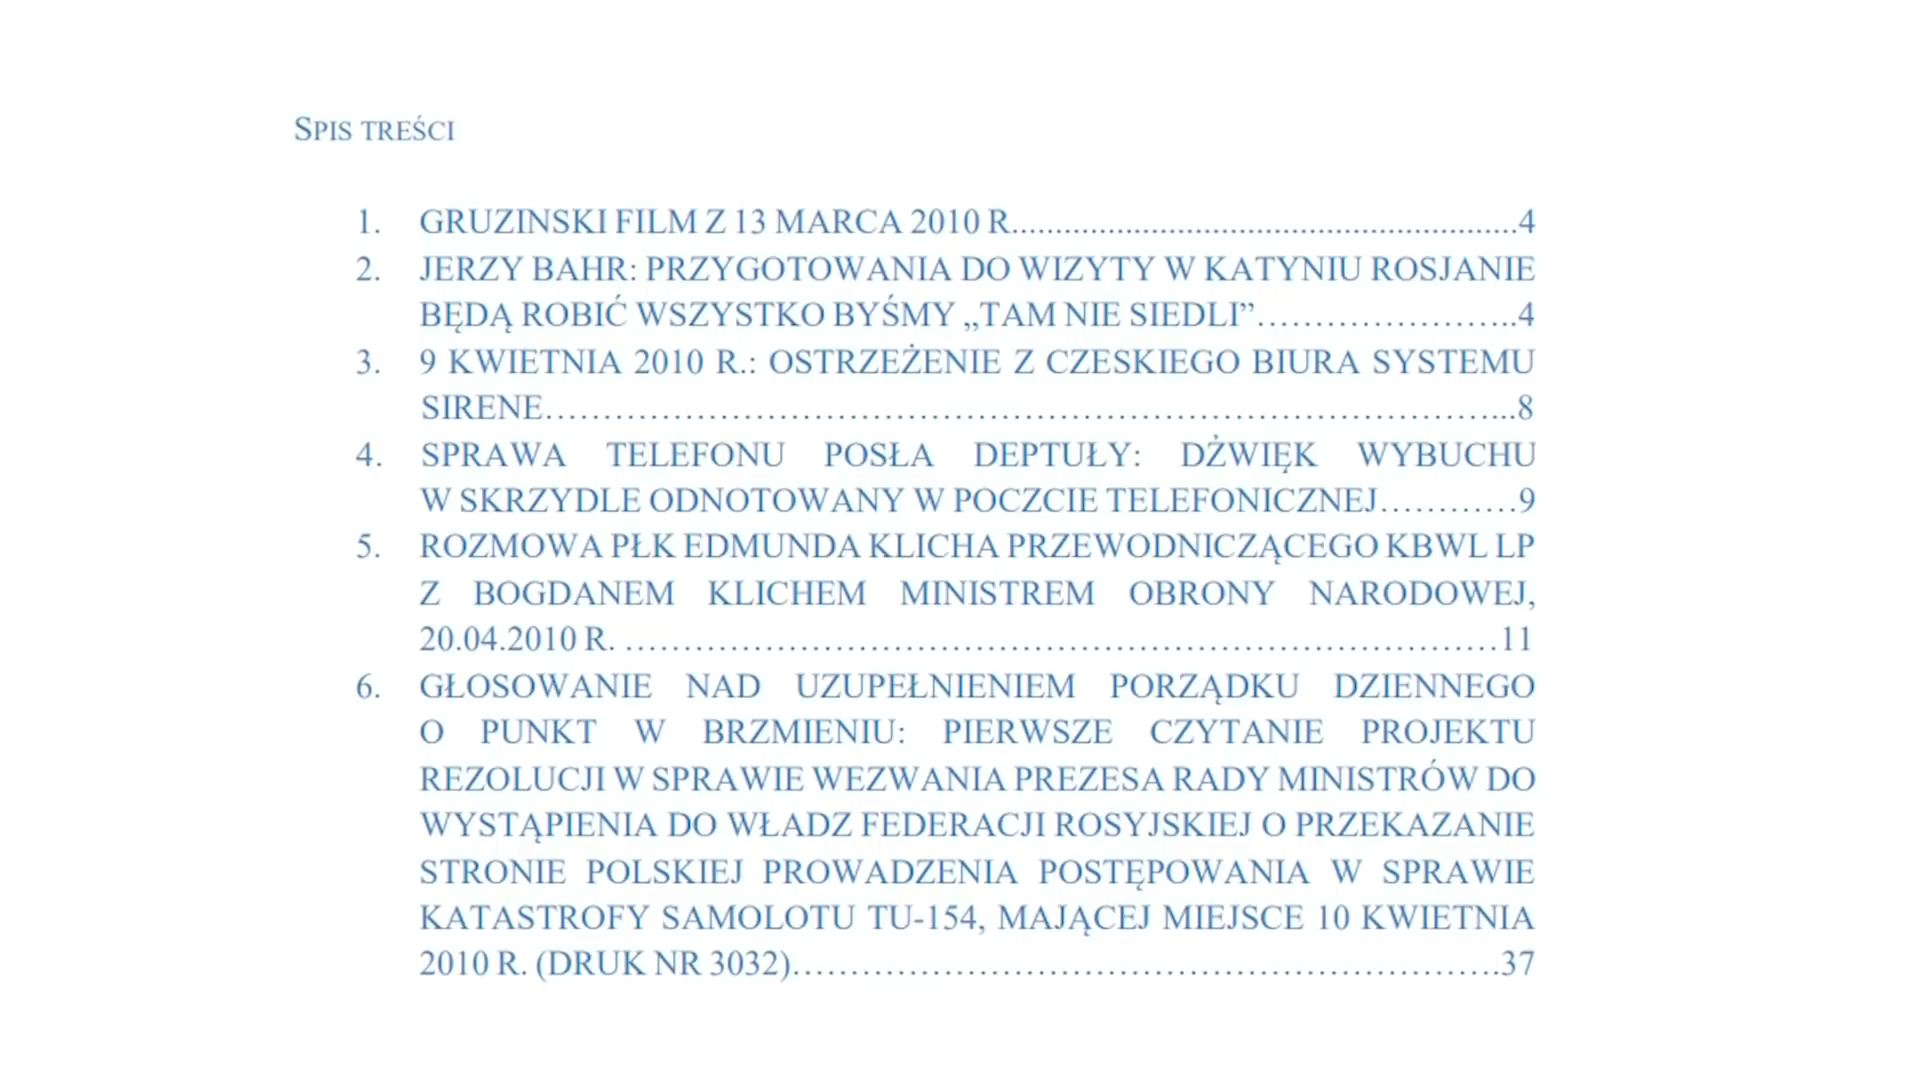 SPIS TREŚCI
1. GRUZINSKI FILM Z 13 MARCA 2010 R............................................................4
2. JERZY BAHR: PRZYGOTOWANIA DO WIZYTY W KATYNIU ROSJANIE
BĘDĄ ROBIĆ WSZYSTKO BYŚMY „TAM NIE SIEDLI”……………………..4
3. 9 KWIETNIA 2010 R.: OSTRZEŻENIE Z CZESKIEGO BIURA SYSTEMU
SIRENE…………………………………………………………………………...8
4. SPRAWA TELEFONU POSŁA DEPTUŁY: DŻWIĘK WYBUCHU
W SKRZYDLE ODNOTOWANY W POCZCIE TELEFONICZNEJ…………9
5. ROZMOWA PŁK EDMUNDA KLICHA PRZEWODNICZĄCEGO KBWL LP
Z BOGDANEM KLICHEM MINISTREM OBRONY NARODOWEJ,
20.04.2010 R. ……………………………………………………………………11
6. GŁOSOWANIE NAD UZUPEŁNIENIEM PORZĄDKU DZIENNEGO
O PUNKT W BRZMIENIU: PIERWSZE CZYTANIE PROJEKTU
REZOLUCJI W SPRAWIE WEZWANIA PREZESA RADY MINISTRÓW DO
WYSTĄPIENIA DO WŁADZ FEDERACJI ROSYJSKIEJ O PRZEKAZANIE
STRONIE POLSKIEJ PROWADZENIA POSTĘPOWANIA W SPRAWIE
KATASTROFY SAMOLOTU TU-154, MAJĄCEJ MIEJSCE 10 KWIETNIA
2010 R. (DRUK NR 3032)………………………………………………………37